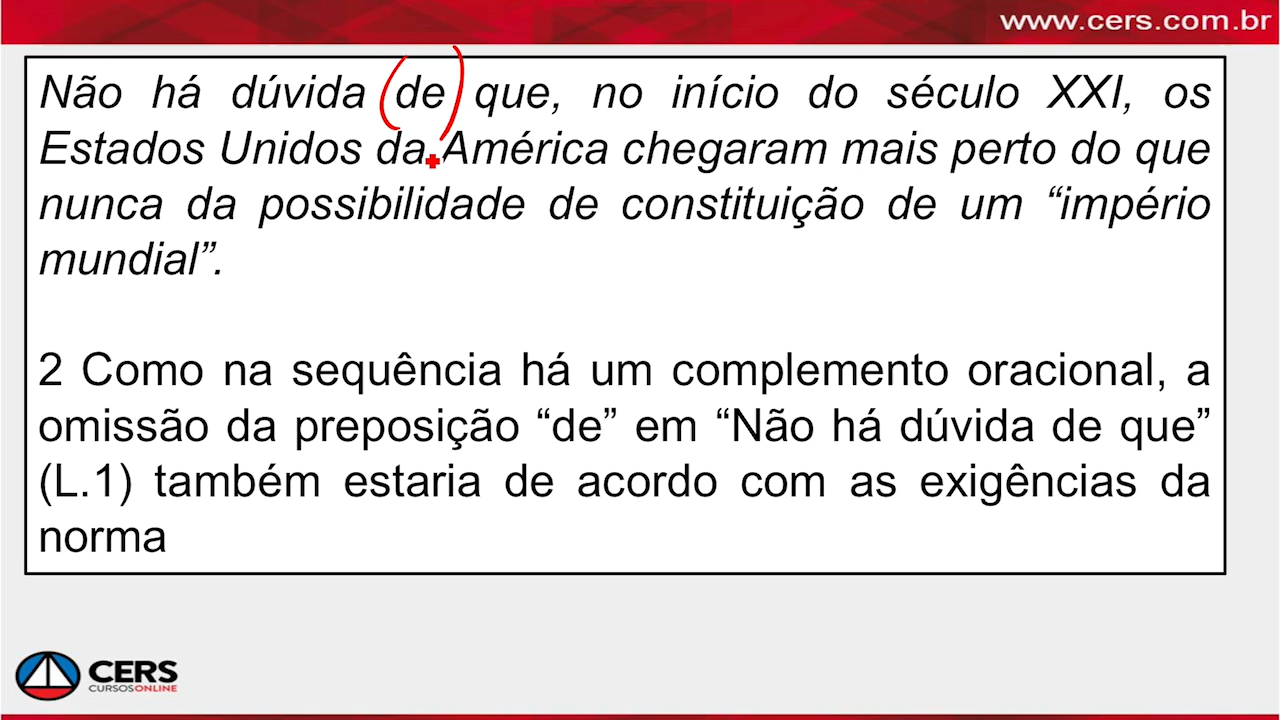 www.cers.com.br
Não há dúvida de que, no início do século XXI, os
Estados Unidos da América chegaram mais perto do que
nunca da possibilidade de constituição de um “império
mundial”.
2 Como na sequência há um complemento oracional, a
omissão da preposição “de” em “Não há dúvida de que”
(L.1) também estaria de acordo com as exigências da
norma
CERS
CURSOSONLINE